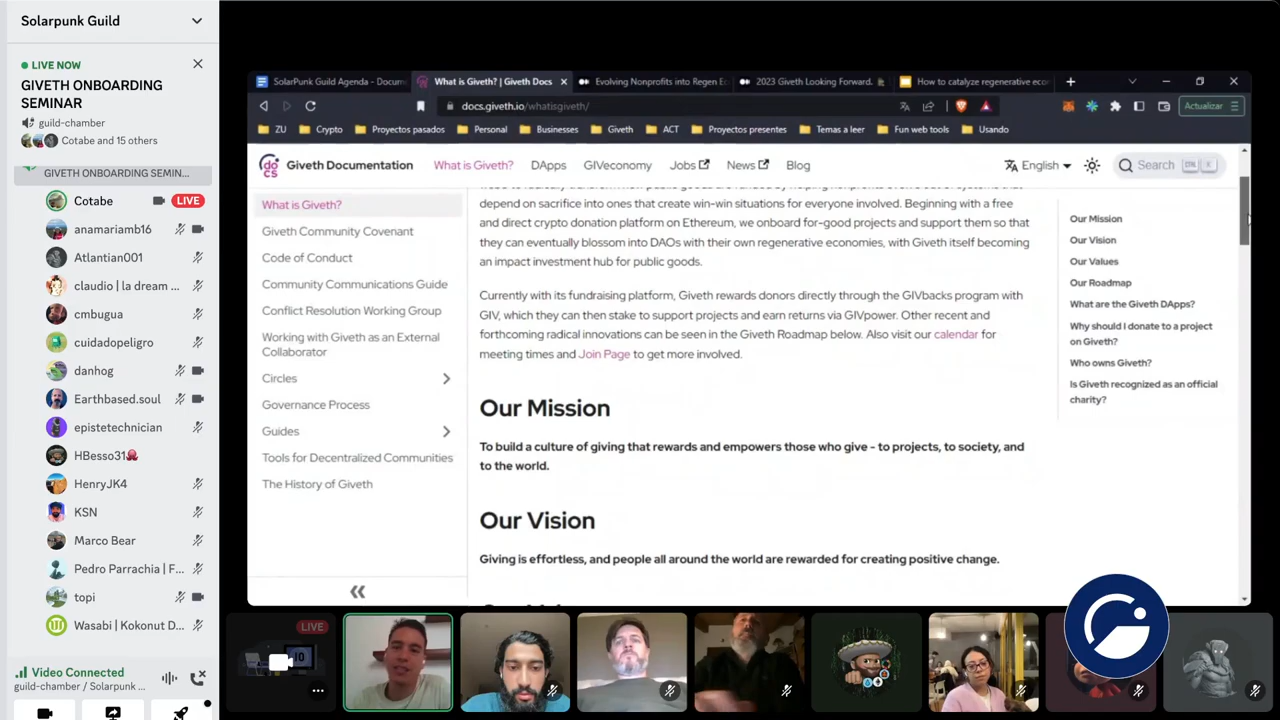 Solarpunk Guild
LIVE NOW
GIVETH ONBOARDING
SEMINAR
guild-chamber
Cotabe and 15 others
GIVETH ONBOARDING SEMIN...
Cotabe
LIVE
anamariamb16
Atlantian001
claudio | la dream ...
cmbugua
cuidadopeligro
danhog
Earthbased.soul
epistetechnician
HBesso31
HenryJK4
KSN
Marco Bear
Pedro Parrachia | F...
topi
Wasabi | Kokonut D...
Video Connected
guild-chamber / Solarpunk ...
SolarPunk Guild Agenda - Docum
What is Giveth? | Giveth Docs
Evolving Nonprofits into Regen E
2023 Giveth Looking Forward.
How to catalyze regenerative eco
docs.giveth.io/whatisgiveth/
Actualizar
ZU
Crypto
Proyectos pasados
Personal
Businesses
Giveth
ACT
Proyectos presentes
Temas a leer
Fun web tools
Usando
Giveth Documentation
What is Giveth?
DApps
GIVeconomy
Jobs
News
Blog
English
Search
What is Giveth?
Giveth Community Covenant
Code of Conduct
Community Communications Guide
Conflict Resolution Working Group
Working with Giveth as an External
Collaborator
Circles
Governance Process
Guides
Tools for Decentralized Communities
The History of Giveth
depend on sacrifice into ones that create win-win situations for everyone involved. Beginning with a free
and direct crypto donation platform on Ethereum, we onboard for-good projects and support them so that
they can eventually blossom into DAOs with their own regenerative economies, with Giveth itself becoming
an impact investment hub for public goods.
Currently with its fundraising platform, Giveth rewards donors directly through the GIVbacks program with
GIV, which they can then stake to support projects and earn returns via GIVpower. Other recent and
forthcoming radical innovations can be seen in the Giveth Roadmap below. Also visit our calendar for
meeting times and Join Page to get more involved.
Our Mission
To build a culture of giving that rewards and empowers those who give - to projects, to society, and
to the world.
Our Vision
Giving is effortless, and people all around the world are rewarded for creating positive change.
Our Mission
Our Vision
Our Values
Our Roadmap
What are the Giveth DApps?
Why should I donate to a project
on Giveth?
Who owns Giveth?
Is Giveth recognized as an official
charity?
LIVE